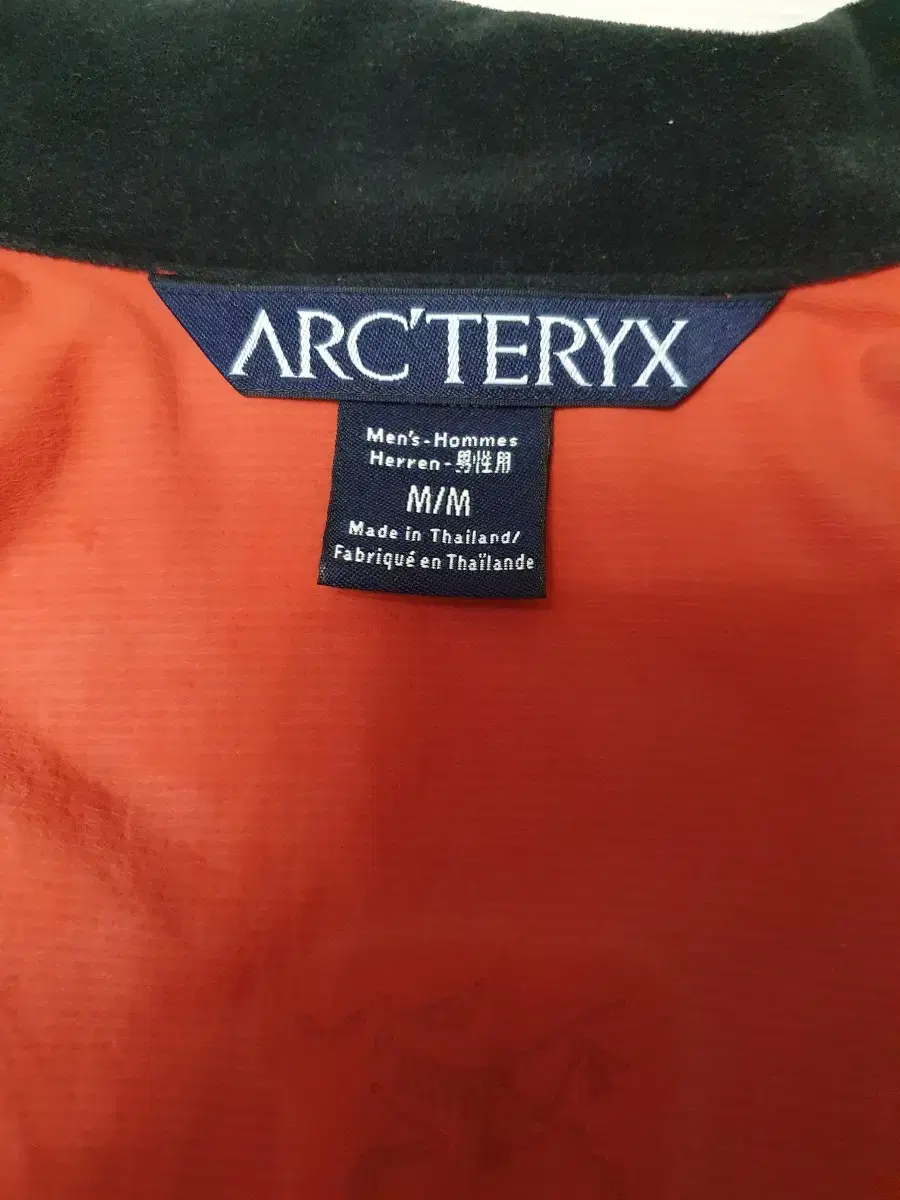 ARC'TERYX
Men's-Hommes
Herren-男性用
M/M
Made in Thailand/
Fabriqué en Thaïlande